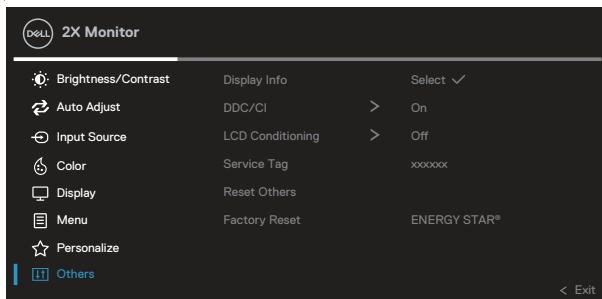 DELL 2X Monitor
Brightness/Contrast Display Info Select ✓
Auto Adjust DDC/CI > On
Input Source LCD Conditioning > Off
Color Service Tag xxxxxx
Display Reset Others
Menu Factory Reset ENERGY STAR®
Personalize
Others
< Exit